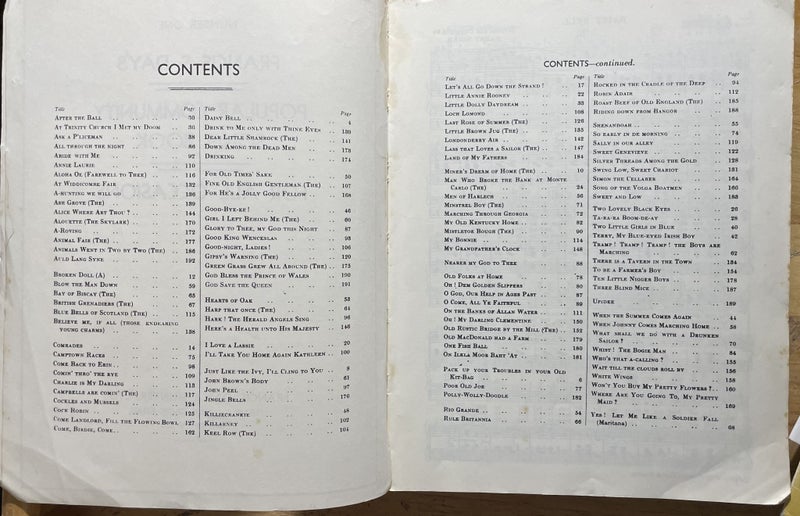 CONTENTS
Title Page
After the Ball .. .. .. 30
At Trinity Church I Met My Doom .. 36
Ask a P'liceman .. .. .. 38
All through the night .. .. 86
Abide with me .. .. .. 92
Annie Laurie .. .. .. 110
Aloha Oe (Farewell to Thee) .. .. 116
At Widdicombe Fair .. .. .. 132
A-hunting we will go .. .. 136
Ash Grove (The) .. .. .. 139
Alice Where Art Thou? .. .. 144
Alouette (The Skylark) .. .. 170
A-Roving .. .. .. 172
Animal Fair (The) .. .. .. 177
Animals Went in Two by Two (The) .. 186
Auld Lang Syne .. .. .. 192
Broken Doll (A) .. .. .. 12
Blow the Man Down .. .. 59
Bay of Biscay (The) .. .. .. 65
British Grenadiers (The) .. .. 67
Blue Bells of Scotland (The) .. .. 115
Believe me, if all (those endearing
young charms) .. .. .. 138
Comrades .. .. .. 14
Camptown Races .. .. .. 75
Come Back to Erin .. .. .. 98
Comin' thro' the rye .. .. 109
Charlie is My Darling .. .. 113
Campbells are comin' (The) .. .. 117
Cockles and Mussels .. .. 124
Cock Robin .. .. .. 125
Come Landlord, Fill the Flowing Bowl 127
Come, Birdie, Come .. .. .. 162
Title Page
Daisy Bell .. .. .. 4
Drink to Me only with Thine Eyes .. 130
Dear Little Shamrock (The) .. .. 141
Down Among the Dead Men .. .. 173
Drinking .. .. .. 174
For Old Times' Sake .. .. 50
Fine Old English Gentleman (The) .. 107
For He's a Jolly Good Fellow .. .. 168
Good-bye-ee! .. .. .. 46
Girl I Left Behind Me (The) .. .. 60
Glory to Thee, my God this Night .. 87
Good King Wenceslas .. .. 93
Good-night, Ladies! .. .. .. 106
Gipsy's Warning (The) .. .. 120
Green Grass Grew All Around (The) .. 175
God Bless the Prince of Wales .. 190
God Save the Queen .. .. 191
Hearts of Oak .. .. .. 53
Harp that once (The) .. .. 64
Hark! The Herald Angels Sing .. 96
Here's a Health unto His Majesty .. 146
I Love a Lassie .. .. .. 20
I'll Take You Home Again Kathleen .. 100
Just Like the Ivy, I'll Cling to You .. 8
John Brown's Body .. .. 61
John Peel .. .. .. 97
Jingle Bells .. .. .. 176
Killiecrankie .. .. .. 58
Killarney .. .. .. 102
Keel Row (The) .. .. .. 104
CONTENTS—continued.
Title Page
Let's All Go Down the Strand! .. 17
Little Annie Rooney .. .. 22
Little Dolly Daydream .. .. 33
Loch Lomond .. .. .. 108
Last Rose of Summer (The) .. .. 126
Little Brown Jug .. .. .. 135
Londonderry Air .. .. .. 142
Lass that Loves a Sailor (The) .. 147
Land of My Fathers .. .. 184
Miner's Dream of Home (The) .. 10
Man Who Broke the Bank at Monte
Carlo (The) .. .. .. 24
Men of Harlech .. .. .. 56
Minstrel Boy (The) .. .. .. 71
Marching Through Georgia .. .. 72
My Old Kentucky Home .. .. 82
Mistletoe Bough (The) .. .. 90
My Bonnie .. .. .. 114
My Grandfather's Clock .. .. 148
Nearer my God to Thee .. .. 88
Old Folks at Home .. .. 78
Oh! Dem Golden Slippers .. .. 80
O God, Our Help in Ages Past .. 87
O Come, All Ye Faithful .. .. 89
On the Banks of Allan Water .. .. 111
Oh! My Darling Clementine .. .. 150
Old Rustic Bridge by the Mill (The) .. 152
Old MacDonald had a Farm .. .. 179
One Fish Ball .. .. .. 180
On Ilkla Moor Baht 'At .. .. 181
Pack up Your Troubles in Your Old
Kit-Bag .. .. .. 6
Poor Old Joe .. .. .. 77
Polly-Wolly-Doodle .. .. 182
Rio Grande .. .. .. 54
Rule Britannia .. .. .. 66
Title Page
Rocked in the Cradle of the Deep .. 94
Robin Adair .. .. .. 112
Roast Beef of Old England (The) .. 185
Riding down from Bangor .. .. 188
Shenandoah .. .. .. 55
So early in de morning .. .. 74
Sally in our alley .. .. .. 119
Sweet Genevieve .. .. .. 122
Silver Threads Among the Gold .. 128
Swing Low, Sweet Chariot .. .. 131
Simon the Cellarer .. .. .. 164
Song of the Volga Boatmen .. .. 160
Sweet and Low .. .. .. 183
Two Lovely Black Eyes .. .. 26
Ta-ra-ra Boom-de-ay .. .. 28
Two Little Girls in Blue .. .. 40
Terry, My Blue-eyed Irish Boy .. 42
Tramp! Tramp! Tramp! the Boys are
Marching .. .. .. 62
There is a Tavern in the Town .. 134
To be a Farmer's Boy .. .. 154
Ten Little Nigger Boys .. .. 178
Three Blind Mice .. .. .. 187
Upidee .. .. .. 169
When the Summer Comes Again .. 44
When Johnny Comes Marching Home .. 58
What shall we do with a Drunken
Sailor? .. .. .. 70
Whist! The Bogie Man .. .. 84
Who's that a-calling? .. .. 155
Wait till the clouds roll by .. 156
White Wings .. .. .. 158
Won't You Buy My Pretty Flowers? .. 160
Where Are You Going To, My Pretty
Maid? .. .. .. 169
Yes! Let Me Like a Soldier Fall
(Maritana) .. .. .. 68